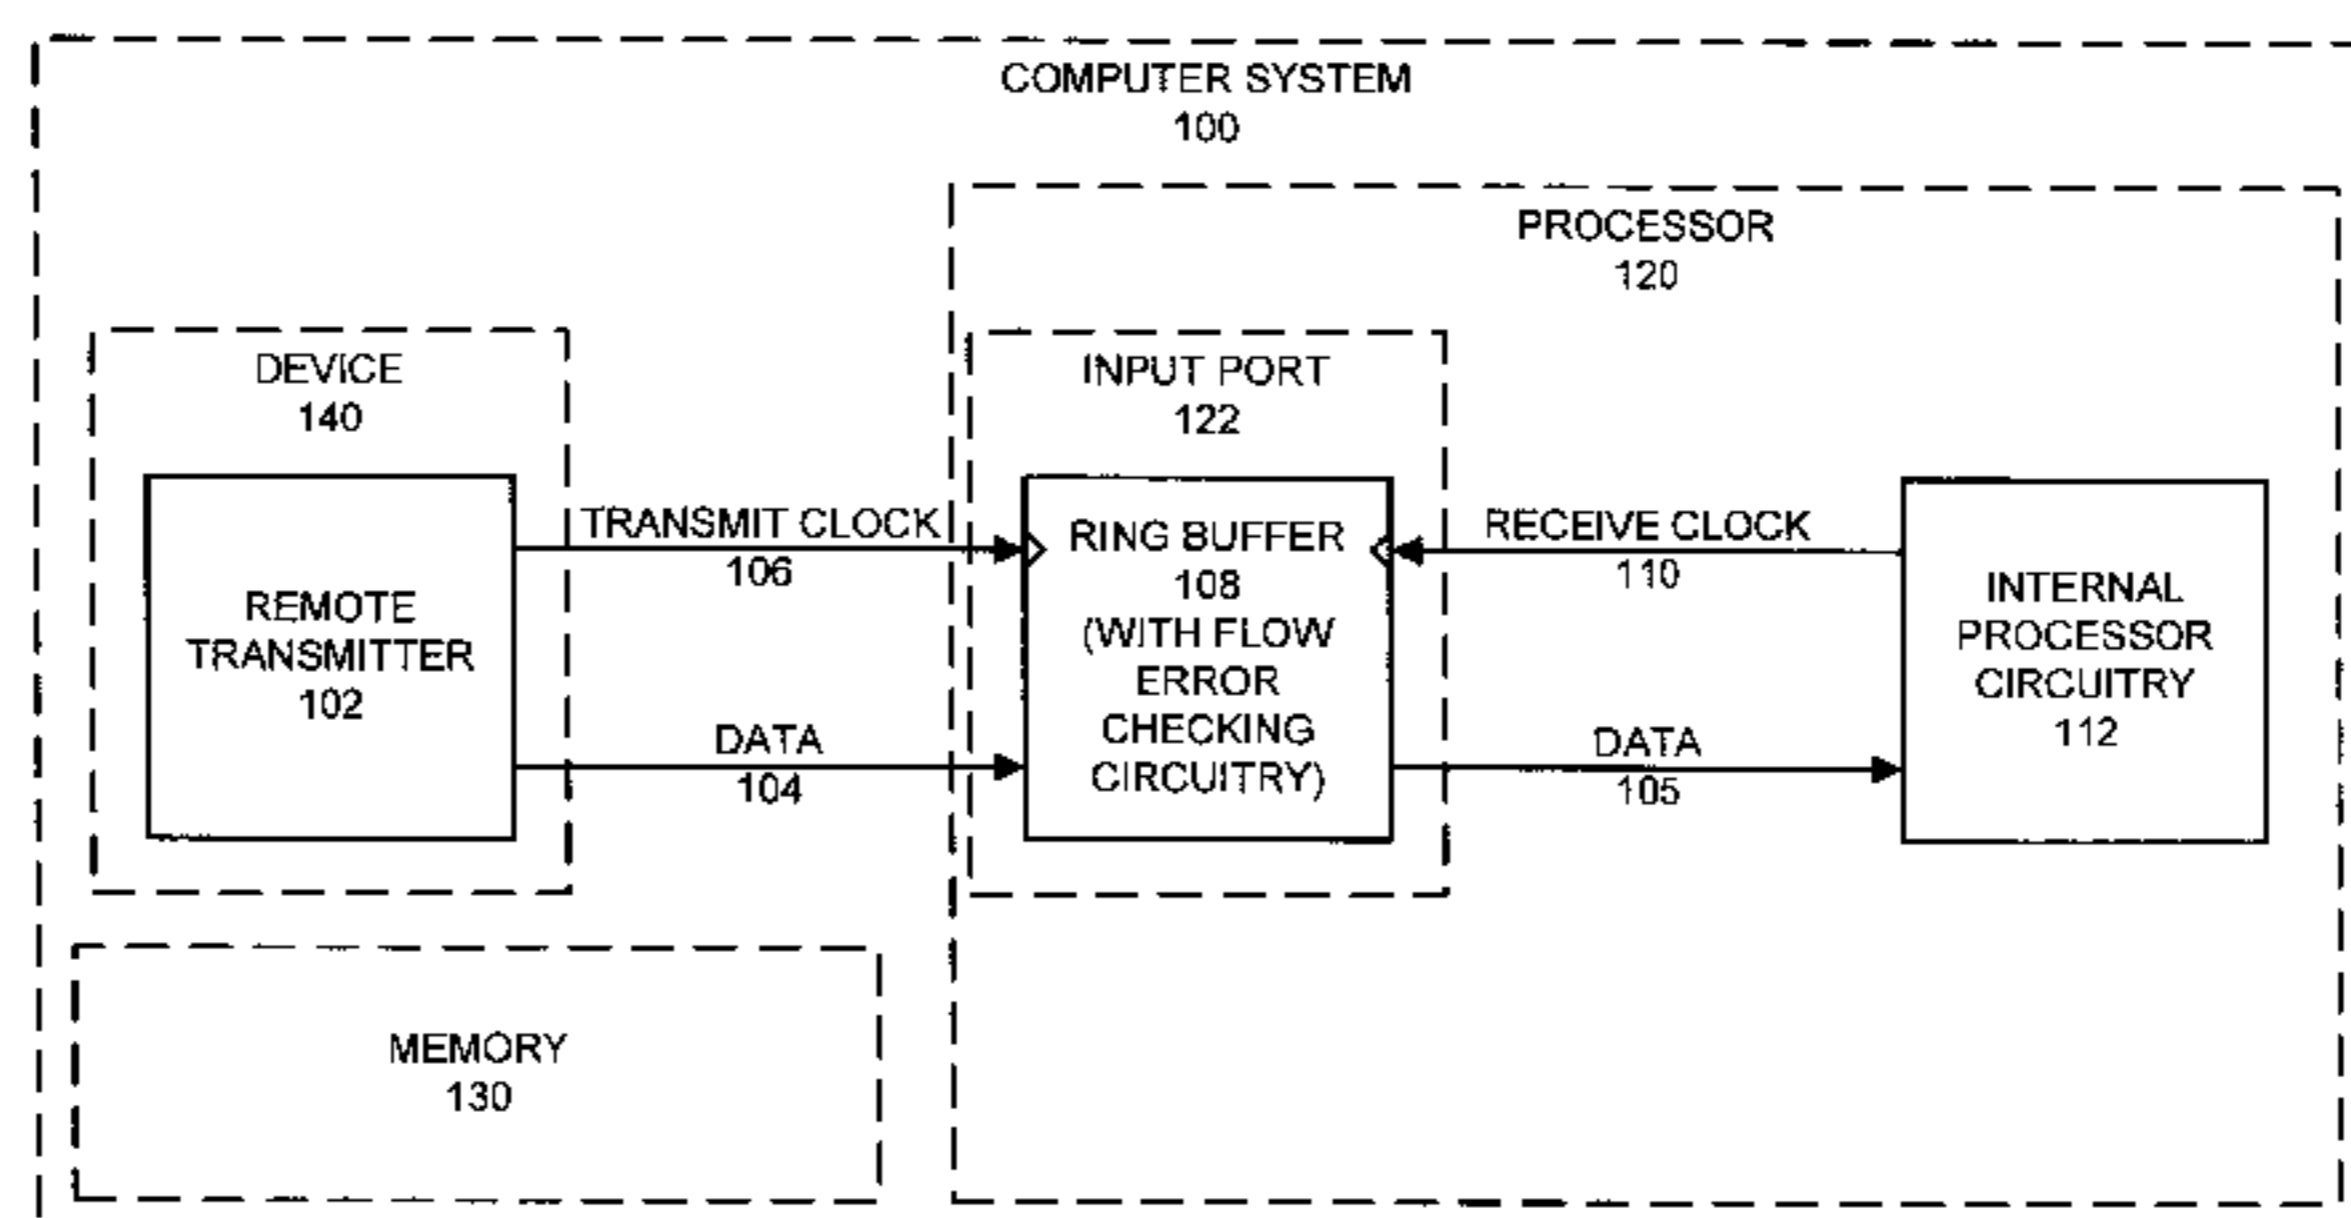 COMPUTER SYSTEM
100
PROCESSOR
120
DEVICE
140
INPUT PORT
122
REMOTE
TRANSMITTER
102
TRANSMIT CLOCK
106
DATA
104
RING BUFFER
108
(WITH FLOW
ERROR
CHECKING
CIRCUITRY)
RECEIVE CLOCK
110
DATA
105
INTERNAL
PROCESSOR
CIRCUITRY
112
MEMORY
130